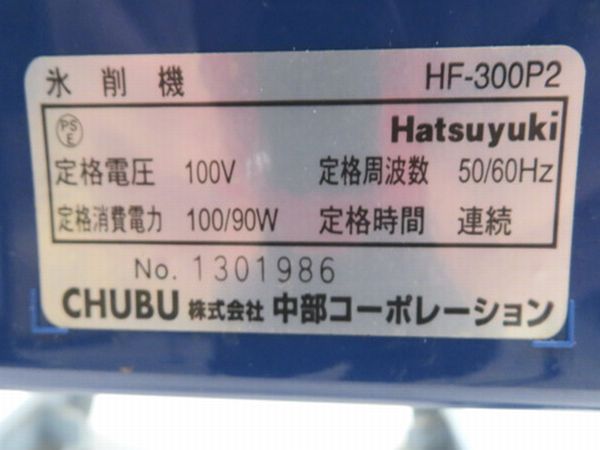 氷削機 HF-300P2
PS
E Hatsuyuki
定格電圧 100V 定格周波数 50/60Hz
定格消費電力 100/90W 定格時間 連続
No. 1301986
CHUBU 株式会社 中部コーポレーション